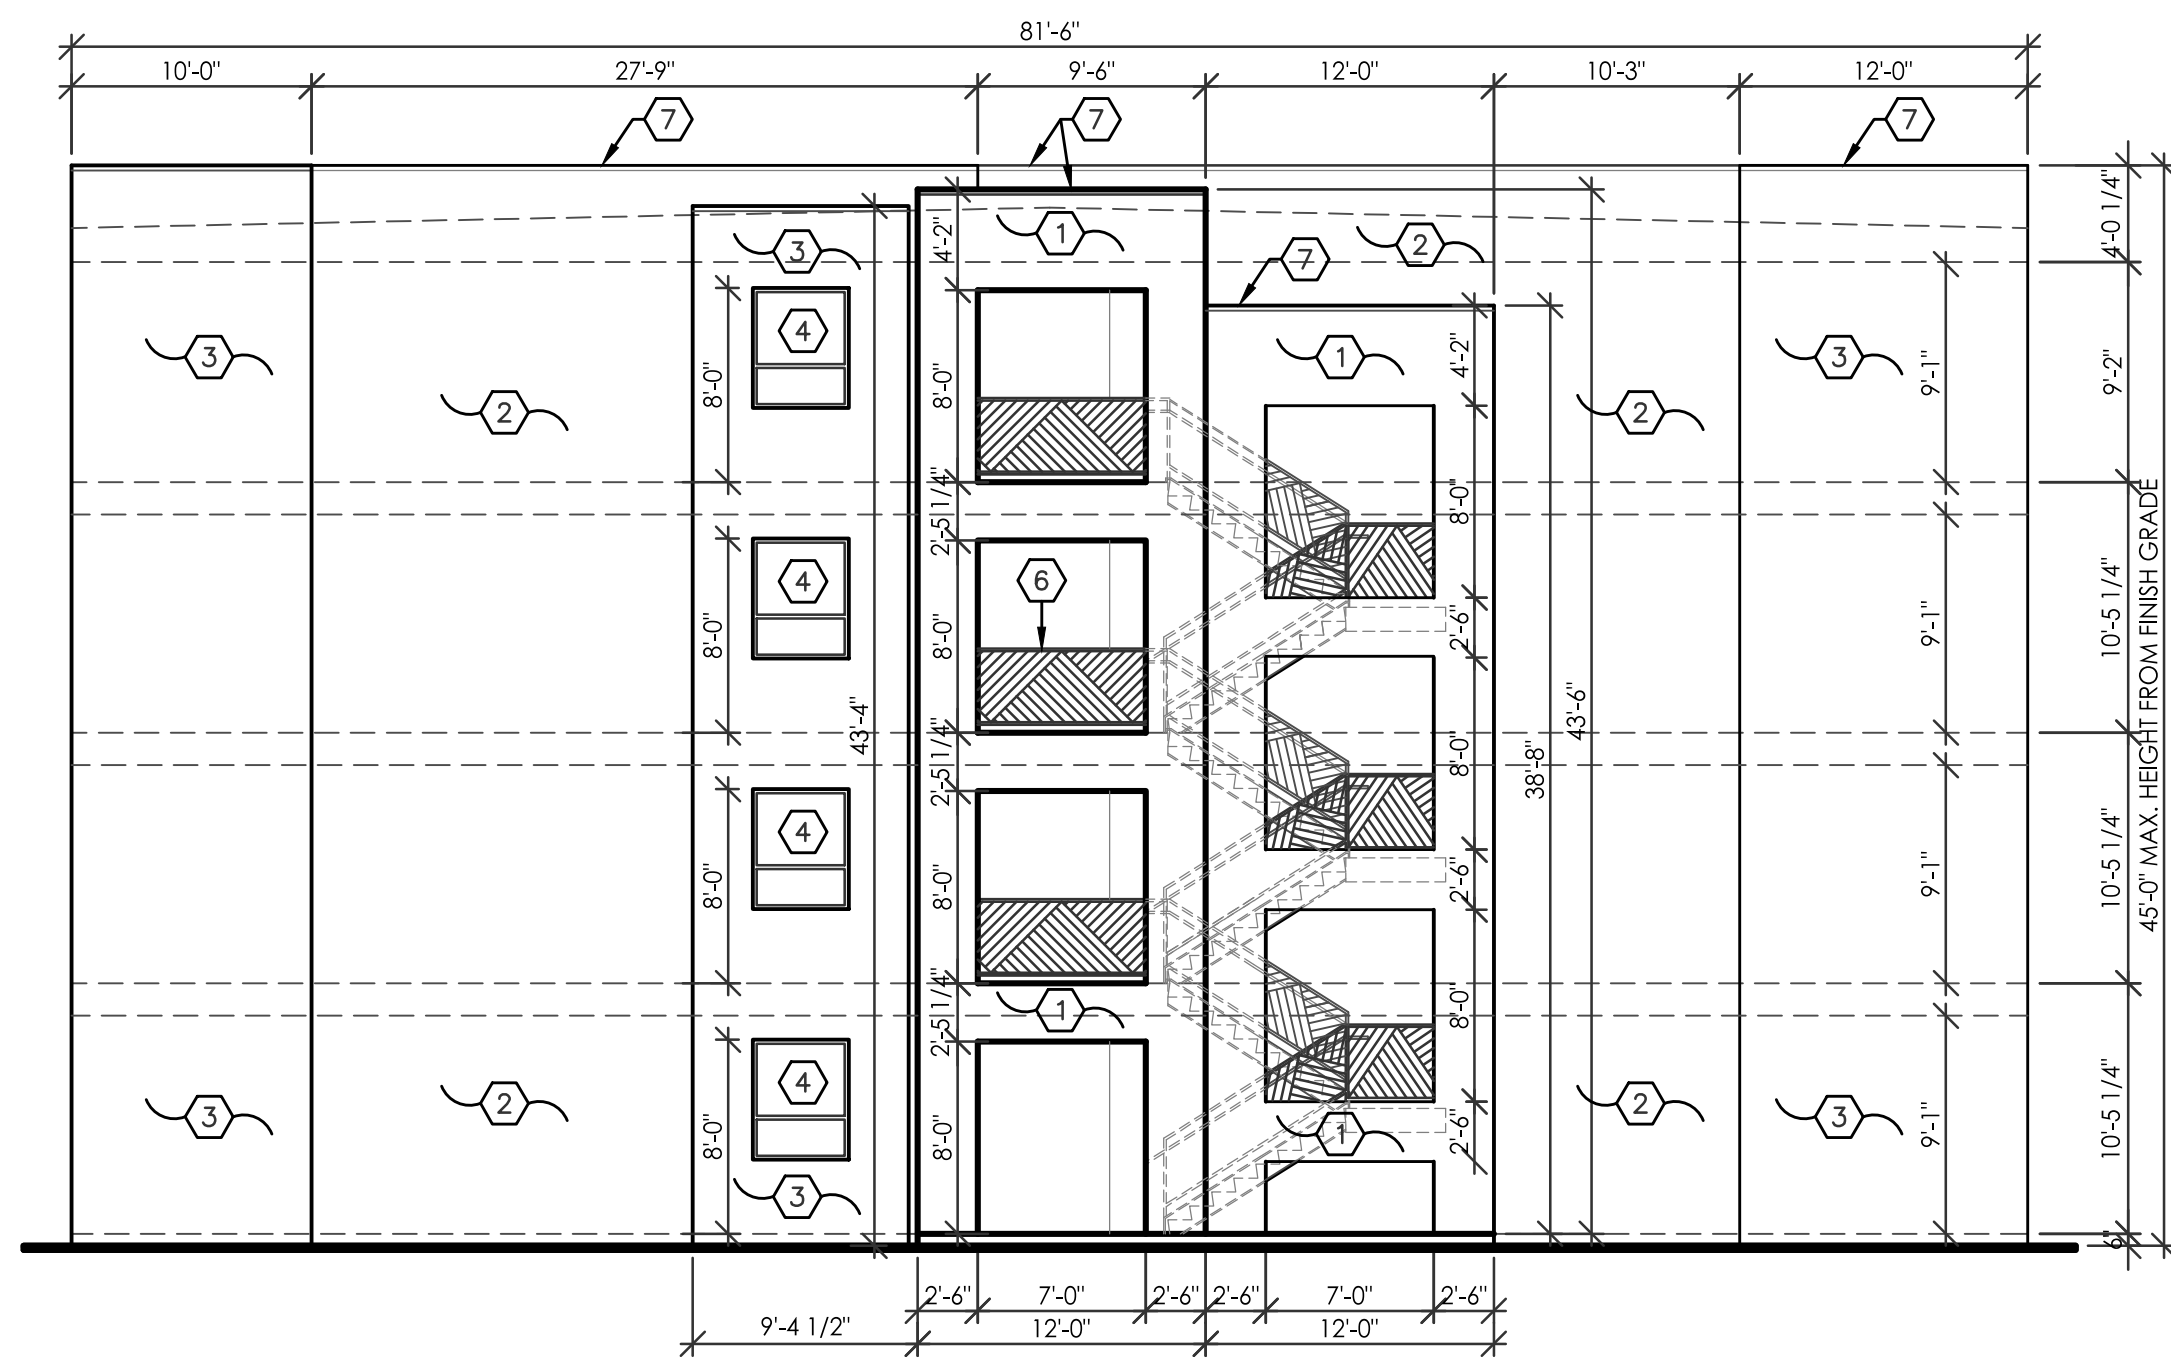 81'-6"
10'-0" 27'-9" 9'-6" 12'-0" 10'-3" 12'-0"
7 7 7
4'-0 1/4"
4'-2" 1 2
3 7
4 3 1 4'-2" 3 9'-1" 9'-2"
8'-0" 8'-0"
2 2
2'-5 1/4" 8'-0"
4 6 10'-5 1/4"
8'-0" 8'-0" 2'-6" 9'-1"
43'-4" 43'-6"
2'-5 1/4" 8'-0" 38'-8"
45'-0" MAX. HEIGHT FROM FINISH GRADE
4 9'-1" 10'-5 1/4"
8'-0" 8'-0" 2'-6"
2'-5 1/4" 1 8'-0"
4
3 2 2 3
8'-0" 8'-0" 1 2'-6" 9'-1" 10'-5 1/4"
3
6"
2'-6" 7'-0" 2'-6" 2'-6" 7'-0" 2'-6"
9'-4 1/2" 12'-0" 12'-0"